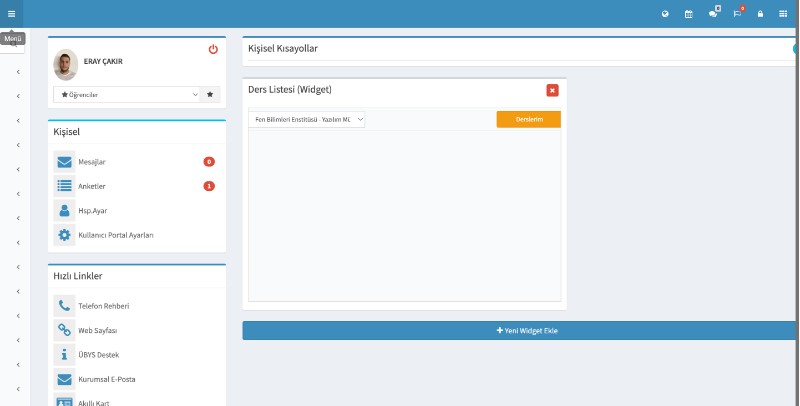 Menü
0
0
ERAY ÇAKIR
Öğrenciler
Kişisel
Mesajlar
0
Anketler
1
Hsp.Ayar
Kullanıcı Portal Ayarları
Hızlı Linkler
Telefon Rehberi
Web Sayfası
ÜBYS Destek
Kurumsal E-Posta
Akıllı Kart
Kişisel Kısayollar
Ders Listesi (Widget)
Fen Bilimleri Enstitüsü - Yazılım Mü
Derslerim
Yeni Widget Ekle